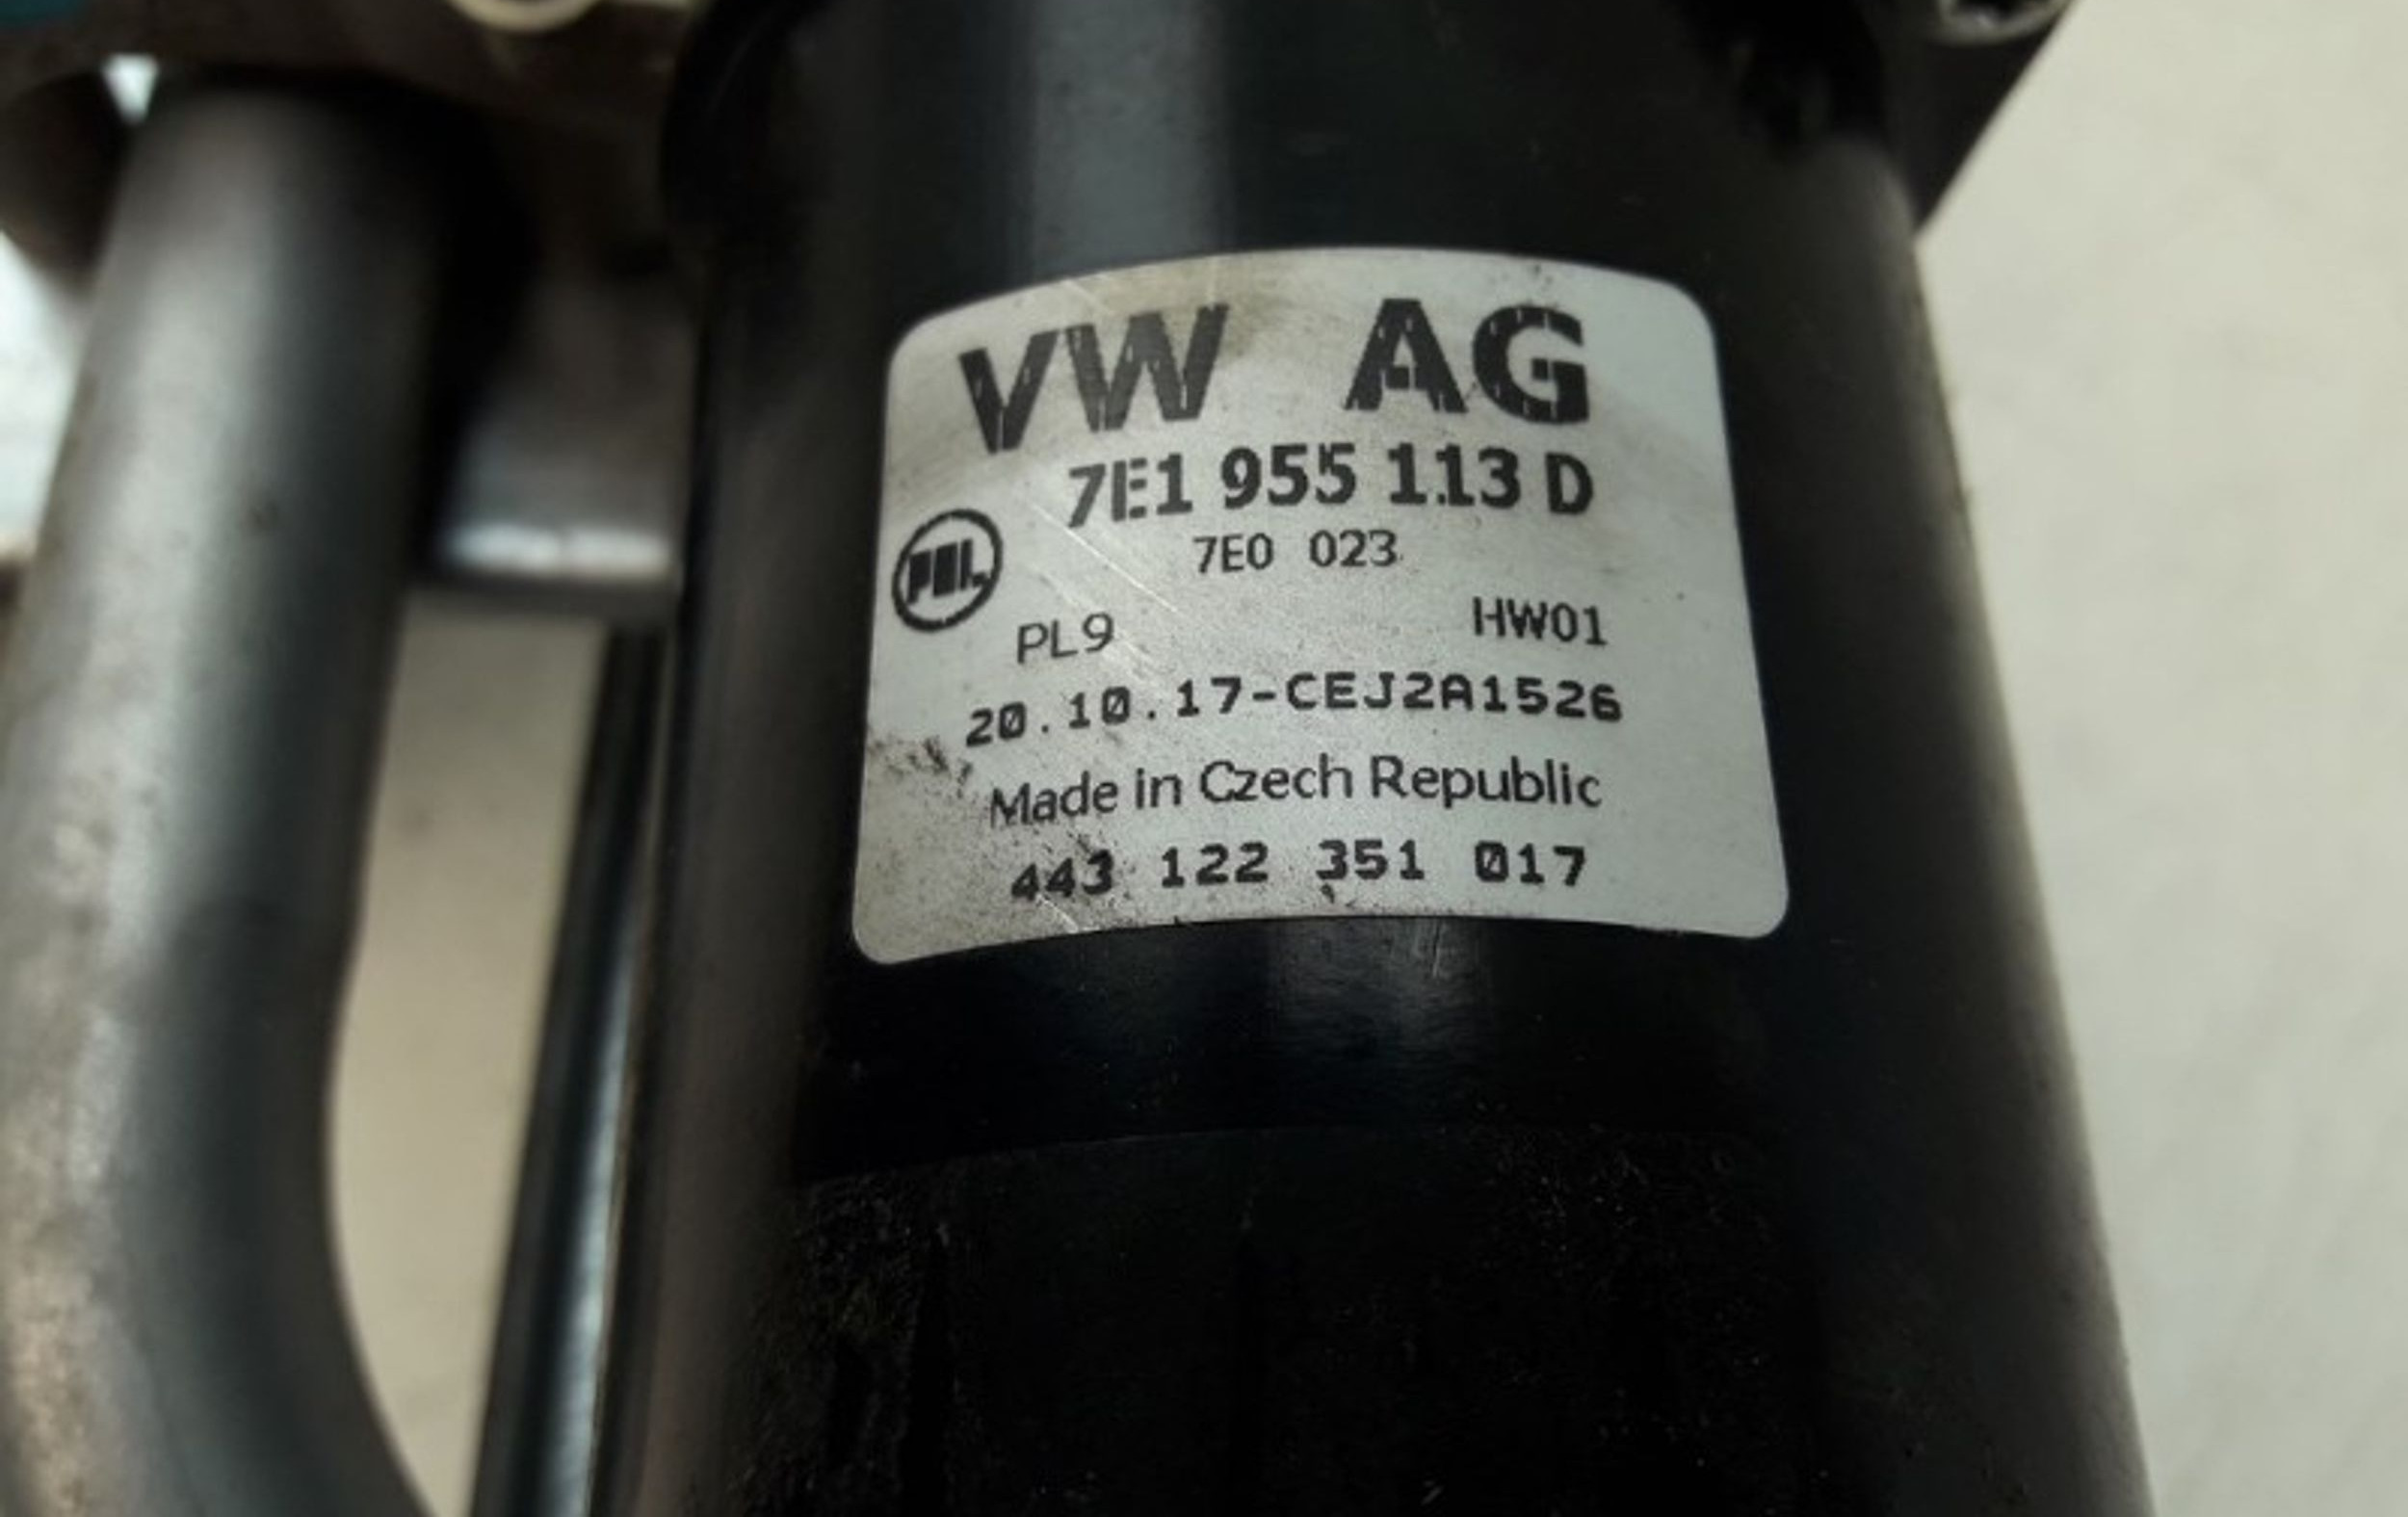 VW AG
7E1 955 113 D
7E0 023
PAL
PL9 HW01
20.10.17-CEJ2A1526
Made in Czech Republic
443 122 351 017